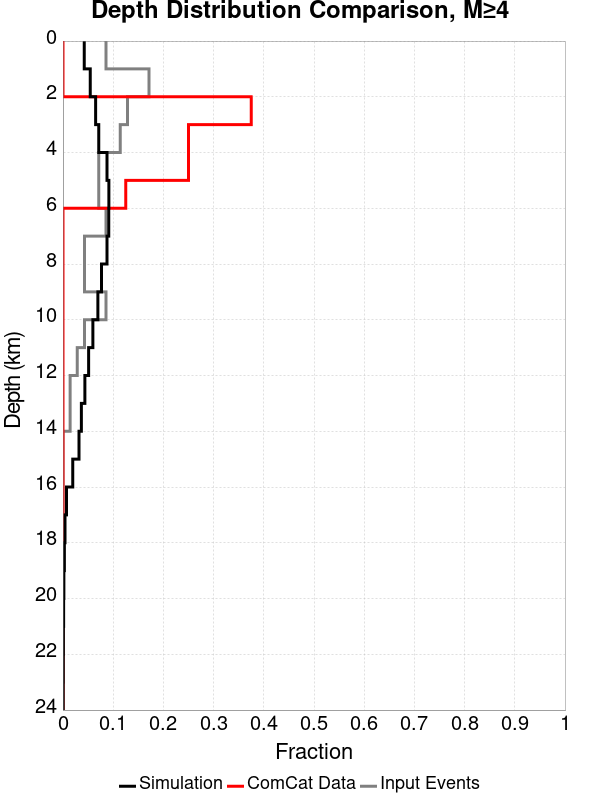 Depth Distribution Comparison, M≥4
0
2
4
6
8
10
12
14
16
18
20
22
24
Depth (km)
0 0.1 0.2 0.3 0.4 0.5 0.6 0.7 0.8 0.9 1
Fraction
Simulation ComCat Data Input Events